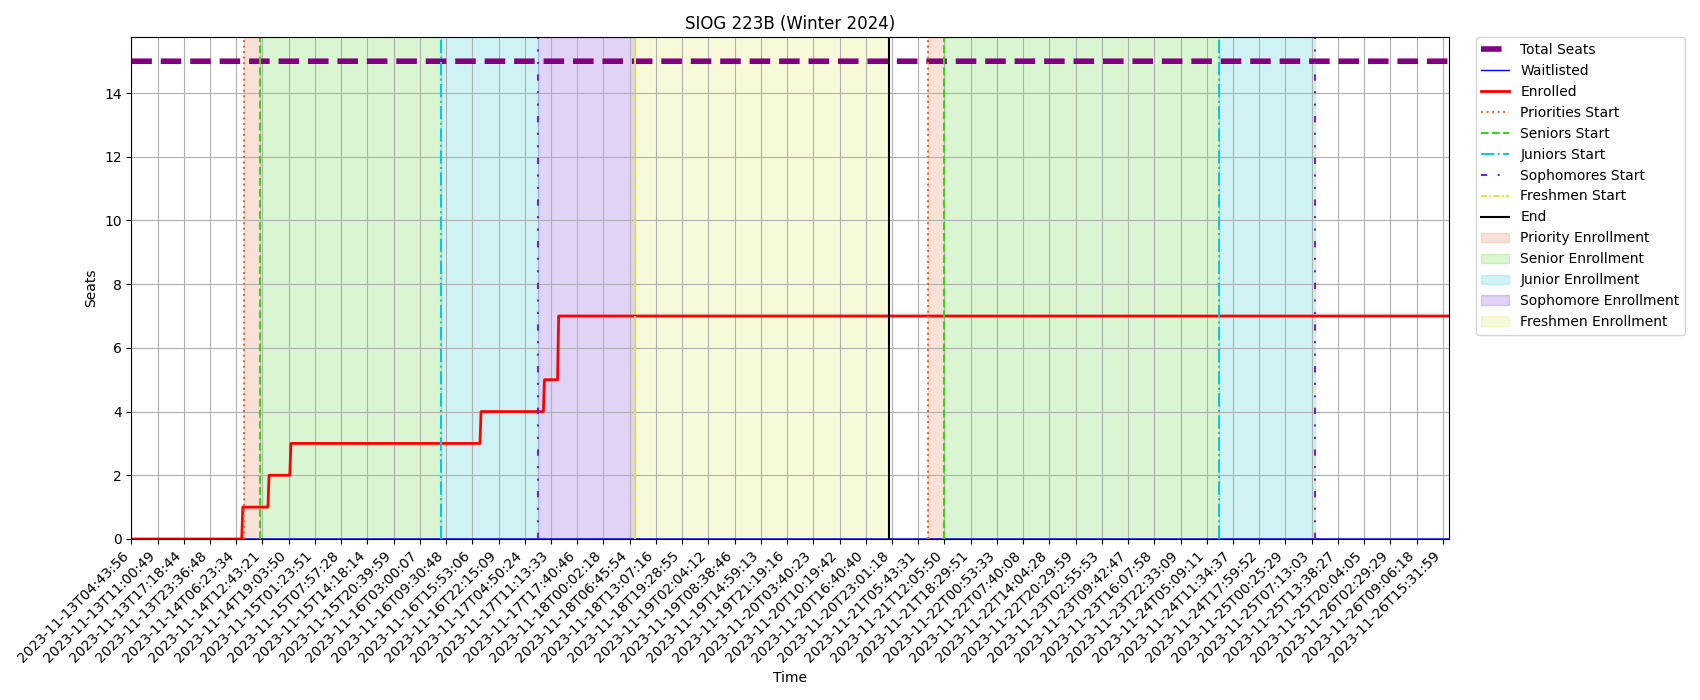 SIOG 223B (Winter 2024)
Seats
14
12
10
8
6
4
2
0
2023-11-13T04:43:56
2023-11-13T11:00:49
2023-11-13T17:18:44
2023-11-13T23:36:48
2023-11-14T06:23:34
2023-11-14T12:43:21
2023-11-14T19:03:50
2023-11-15T01:23:51
2023-11-15T07:57:28
2023-11-15T14:18:14
2023-11-15T20:39:59
2023-11-16T03:00:07
2023-11-16T09:30:48
2023-11-16T15:53:06
2023-11-16T22:15:09
2023-11-17T04:50:24
2023-11-17T11:13:33
2023-11-17T17:40:46
2023-11-18T00:02:18
2023-11-18T06:45:54
2023-11-18T13:07:16
2023-11-18T19:28:55
2023-11-19T02:04:12
2023-11-19T08:38:46
2023-11-19T14:59:13
2023-11-19T21:19:16
2023-11-20T03:40:23
2023-11-20T10:19:42
2023-11-20T16:40:40
2023-11-20T23:01:18
2023-11-21T05:43:31
2023-11-21T12:05:50
2023-11-21T18:29:51
2023-11-22T00:53:33
2023-11-22T07:40:08
2023-11-22T14:04:28
2023-11-22T20:29:59
2023-11-23T02:55:53
2023-11-23T09:42:47
2023-11-23T16:07:58
2023-11-23T22:33:09
2023-11-24T05:09:11
2023-11-24T11:34:37
2023-11-24T17:59:52
2023-11-25T00:25:29
2023-11-25T07:13:03
2023-11-25T13:38:27
2023-11-25T20:04:05
2023-11-26T02:29:29
2023-11-26T09:06:18
2023-11-26T15:31:59
Time
Total Seats
Waitlisted
Enrolled
Priorities Start
Seniors Start
Juniors Start
Sophomores Start
Freshmen Start
End
Priority Enrollment
Senior Enrollment
Junior Enrollment
Sophomore Enrollment
Freshmen Enrollment